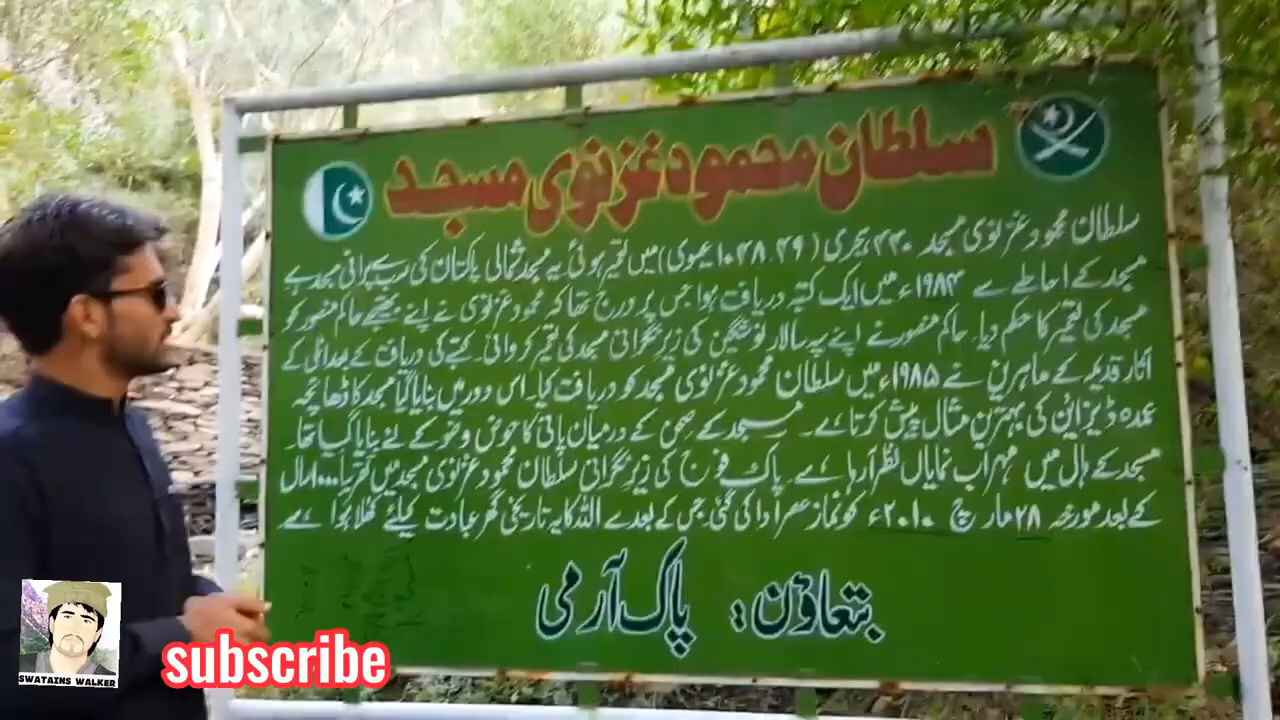 سلطان محمود غزنوی مسجد
سلطان محمود غزنوی مسجد ۴۴۰ ہجری (۴۹۔۱۰۴۸ عیسوی) میں تعمیر ہوئی یہ مسجد شمالی پاکستان کی سب سے پرانی مسجد ہے
مسجد کے احاطے سے ۱۹۸۴ء میں ایک کتبہ دریافت ہوا جس پر درج تھا کہ محمود غزنوی نے اپنے بھتیجے حاکم منصور کو
مسجد کی تعمیر کا حکم دیا۔ حاکم منصور نے اپنے سپہ سالار نوشتگین کی زیر نگرانی مسجد کی تعمیر کروائی۔ کتبے کی دریافت کے بعد اٹلی کے
آثار قدیمہ کے ماہرین نے ۱۹۸۵ء میں سلطان محمود غزنوی مسجد کو دریافت کیا۔ اس دور میں بنایا گیا مسجد کا ڈھانچہ
عمدہ ڈیزائن کی بہترین مثال پیش کرتا ہے۔ مسجد کے صحن کے درمیان پانی کا حوض وضو کے لئے بنایا گیا تھا۔
مسجد کے ہال میں مہراب نمایاں نظر آرہا ہے۔ پاک فوج کی زیر نگرانی سلطان محمود غزنوی مسجد میں تقریباً ۱۰۰۰ سال
کے بعد مورخہ ۲۸ مارچ ۲۰۱۰ء کو نماز عصر ادا کی گئی جس کے بعد سے اللہ کا یہ تاریخی گھر عبادت کیلئے کھلا ہوا ہے۔
بتعاون: پاک آرمی
SWATAINS WALKER
subscribe